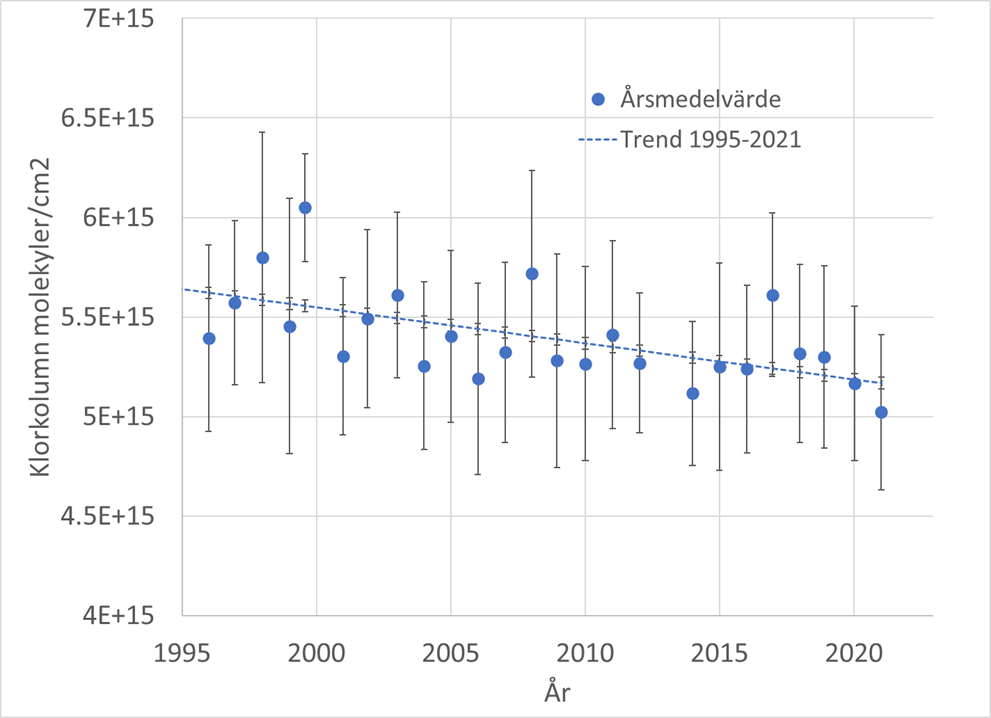 7E+15
6.5E+15
6E+15
5.5E+15
5E+15
4.5E+15
4E+15
Klorkolumn molekyler/cm2
Årsmedelvärde
Trend 1995-2021
1995 2000 2005 2010 2015 2020
År